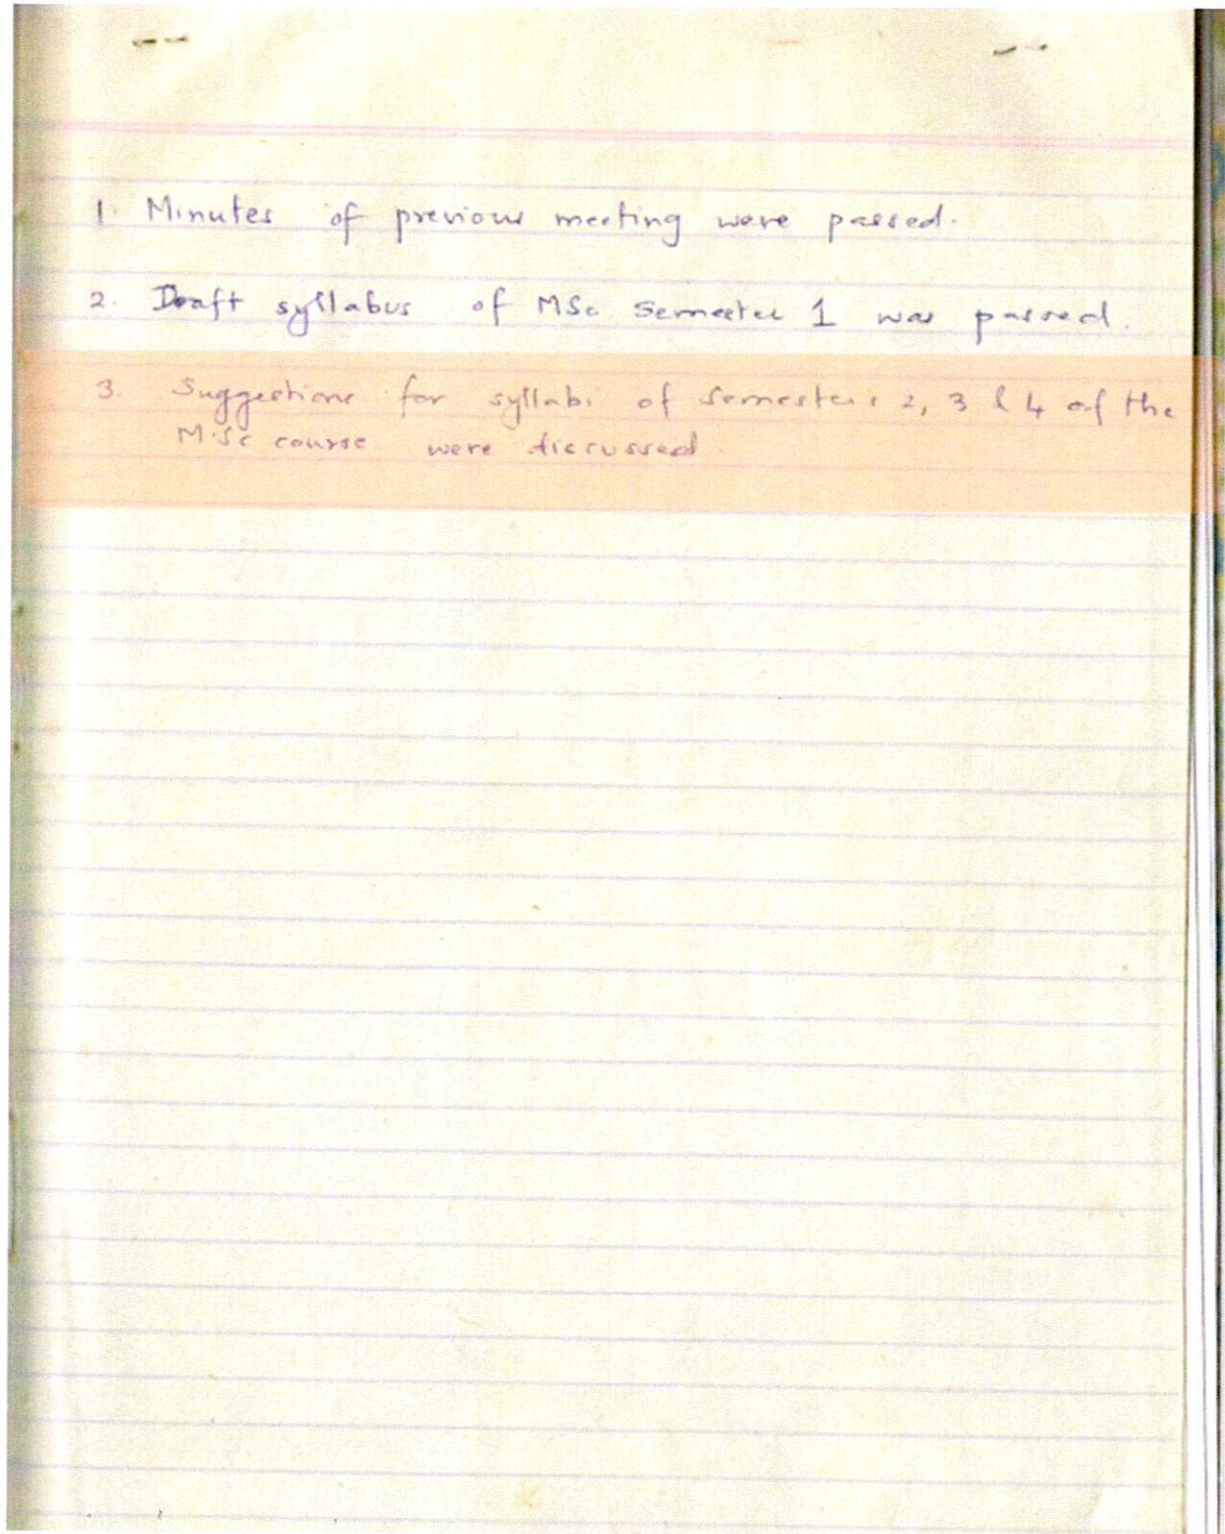 1. Minutes of previous meeting were passed.
2. Draft syllabus of MSc Semester 1 was passed.
3. Suggestions for syllabi of Semesters 2, 3 & 4 of the
M.Sc course were discussed.